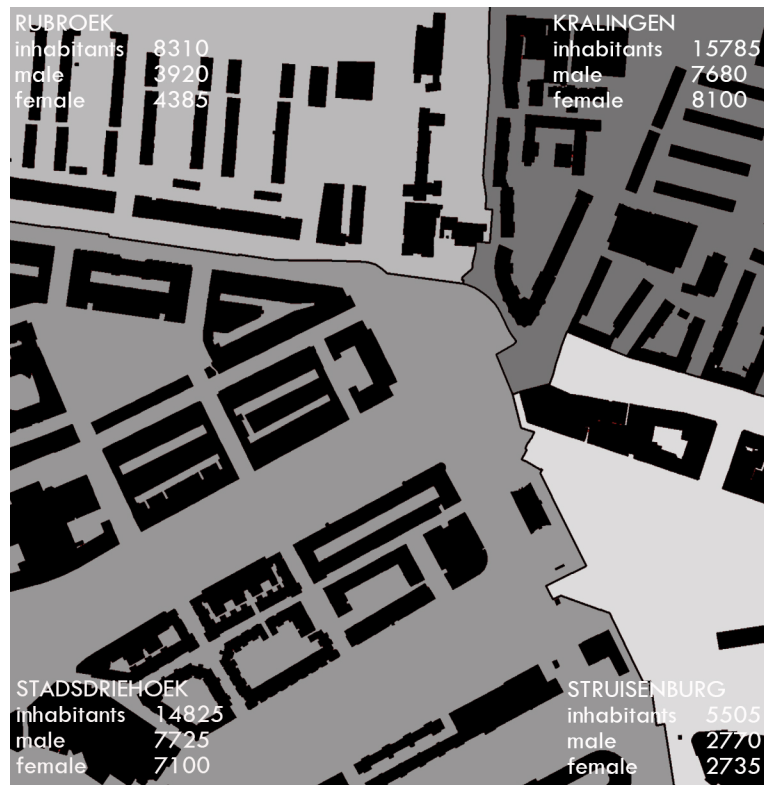 RUBROEK
inhabitants 8310
male 3920
female 4385
KRALINGEN
inhabitants 15785
male 7680
female 8100
STADSDRIEHOEK
inhabitants 14825
male 7725
female 7100
STRUISENBURG
inhabitants 5505
male 2770
female 2735